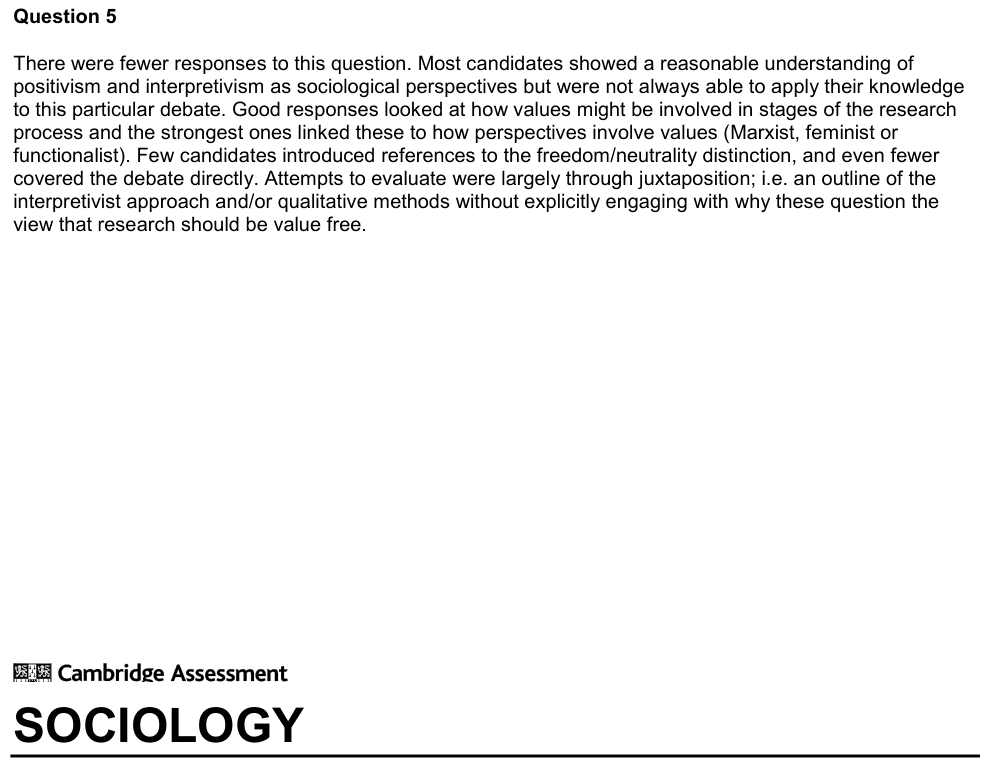 Question 5
There were fewer responses to this question. Most candidates showed a reasonable understanding of
positivism and interpretivism as sociological perspectives but were not always able to apply their knowledge
to this particular debate. Good responses looked at how values might be involved in stages of the research
process and the strongest ones linked these to how perspectives involve values (Marxist, feminist or
functionalist). Few candidates introduced references to the freedom/neutrality distinction, and even fewer
covered the debate directly. Attempts to evaluate were largely through juxtaposition; i.e. an outline of the
interpretivist approach and/or qualitative methods without explicitly engaging with why these question the
view that research should be value free.
Cambridge Assessment
SOCIOLOGY